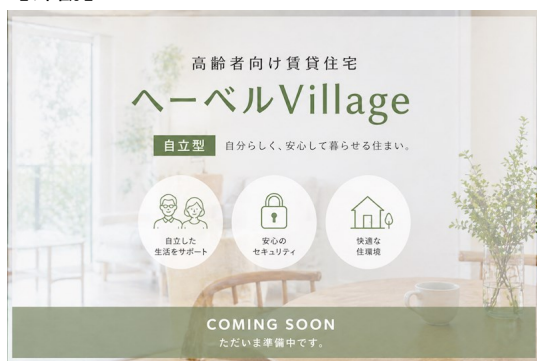 高齢者向け賃貸住宅
へーベルVillage
自立型 自分らしく、安心して暮らせる住まい。
自立した
生活をサポート
安心の
セキュリティ
快適な
住環境
COMING SOON
ただいま準備中です。